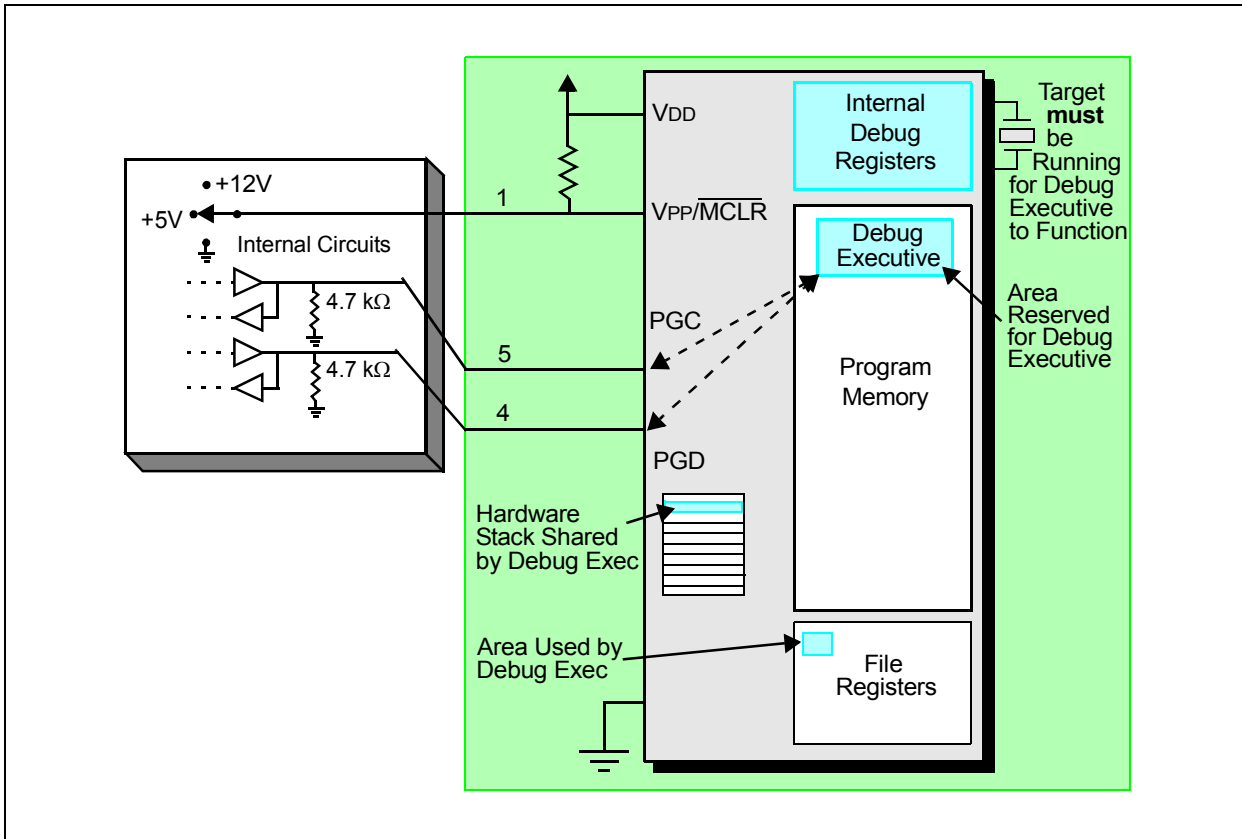 VDD
VPP/MCLR
PGC
PGD
Internal
Debug
Registers
Target
must
be
Running
for Debug
Executive
to Function
+12V
+5V
Internal Circuits
4.7 kΩ
4.7 kΩ
1
5
4
Debug
Executive
Area
Reserved
for Debug
Executive
Program
Memory
Hardware
Stack Shared
by Debug Exec
Area Used by
Debug Exec
File
Registers